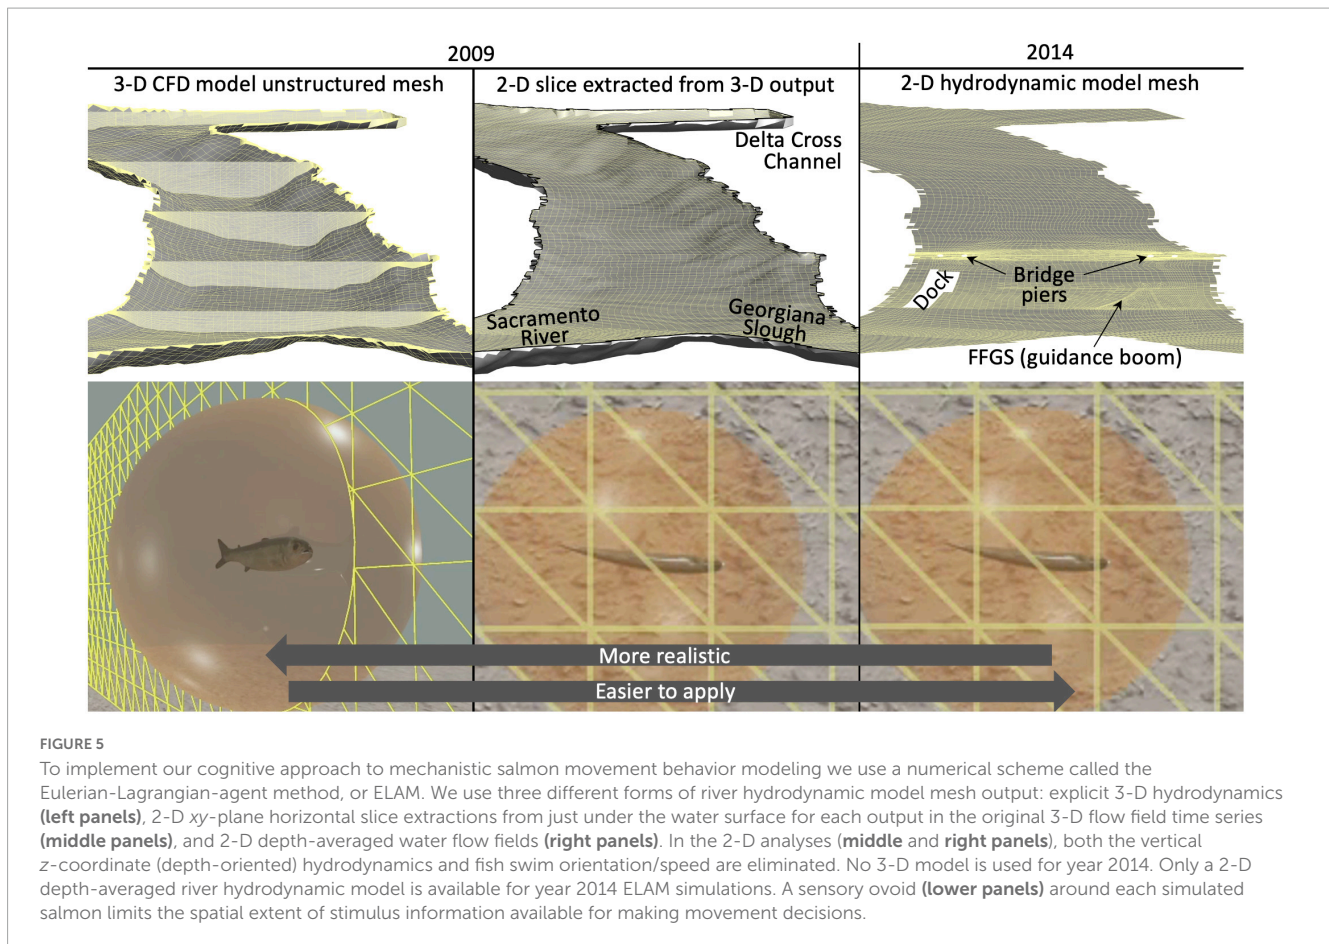 2009
2014
3-D CFD model unstructured mesh
2-D slice extracted from 3-D output
2-D hydrodynamic model mesh
Delta Cross
Channel
Sacramento
River
Georgiana
Slough
Bridge
piers
Dock
FFGS (guidance boom)
More realistic
Easier to apply
FIGURE 5
To implement our cognitive approach to mechanistic salmon movement behavior modeling we use a numerical scheme called the
Eulerian-Lagrangian-agent method, or ELAM. We use three different forms of river hydrodynamic model mesh output: explicit 3-D hydrodynamics
(left panels), 2-D xy-plane horizontal slice extractions from just under the water surface for each output in the original 3-D flow field time series
(middle panels), and 2-D depth-averaged water flow fields (right panels). In the 2-D analyses (middle and right panels), both the vertical
z-coordinate (depth-oriented) hydrodynamics and fish swim orientation/speed are eliminated. No 3-D model is used for year 2014. Only a 2-D
depth-averaged river hydrodynamic model is available for year 2014 ELAM simulations. A sensory ovoid (lower panels) around each simulated
salmon limits the spatial extent of stimulus information available for making movement decisions.